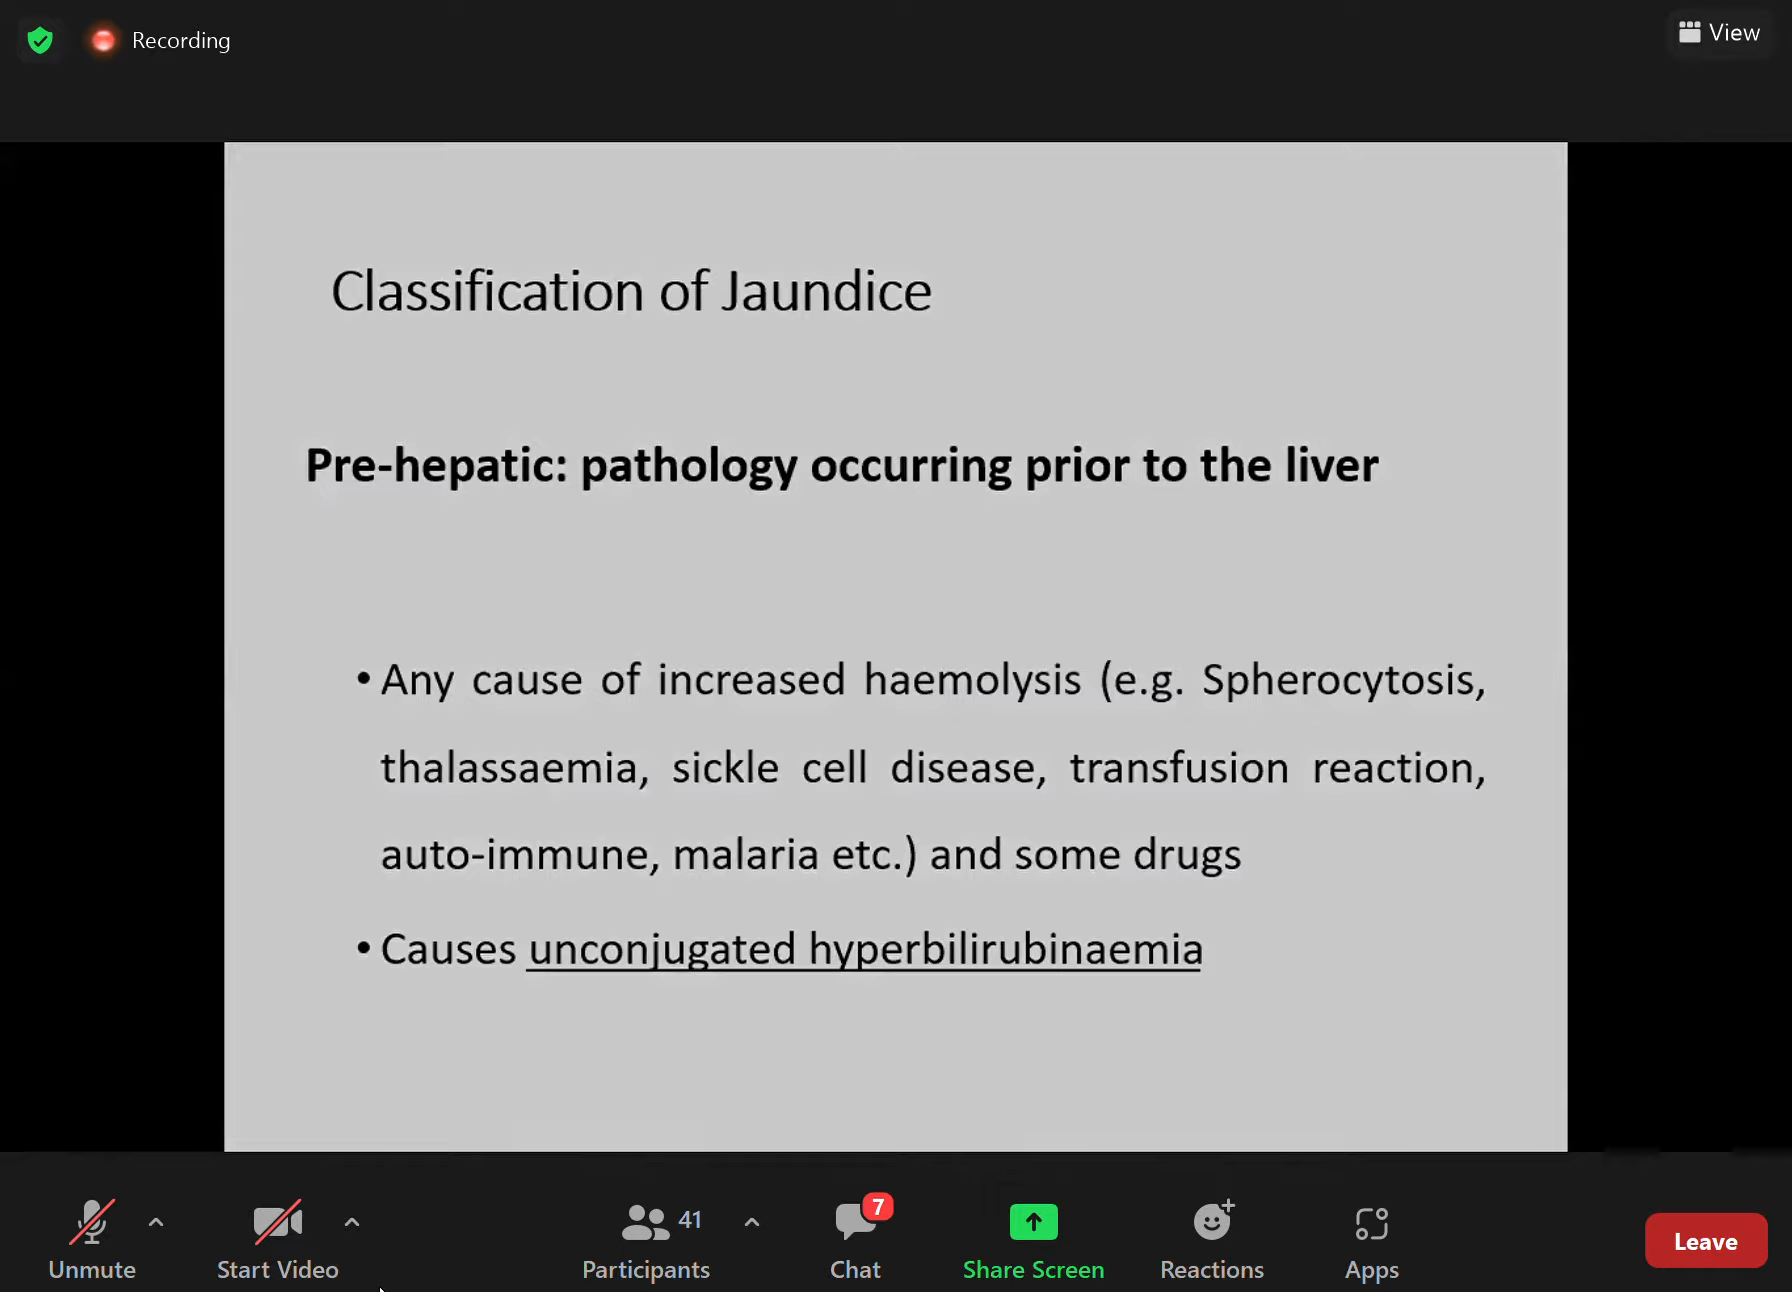 Recording
View
Classification of Jaundice
Pre-hepatic: pathology occurring prior to the liver
• Any cause of increased haemolysis (e.g. Spherocytosis,
thalassaemia, sickle cell disease, transfusion reaction,
auto-immune, malaria etc.) and some drugs
• Causes unconjugated hyperbilirubinaemia
41
7
Unmute
Start Video
Participants
Chat
Share Screen
Reactions
Apps
Leave